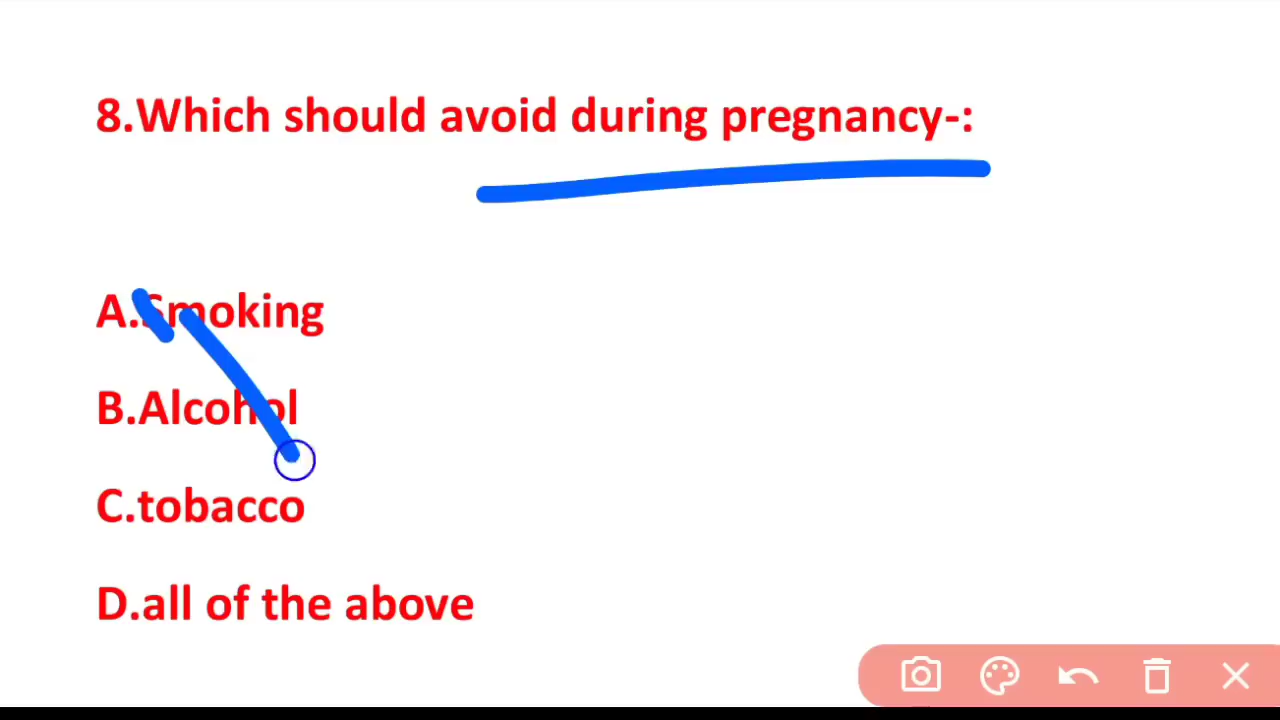 8.Which should avoid during pregnancy-:
A.Smoking
B.Alcohol
C.tobacco
D.all of the above